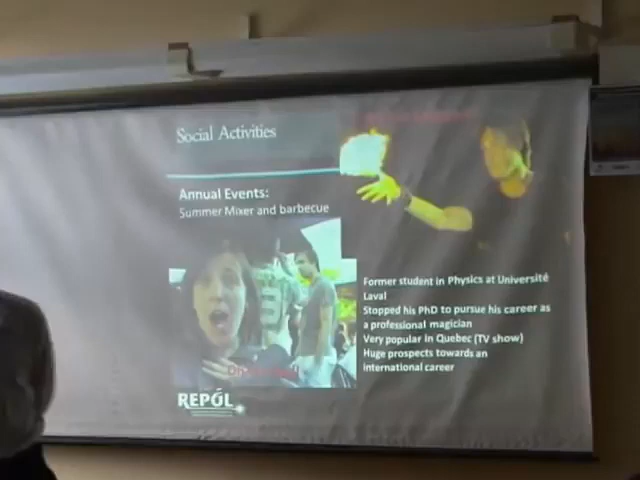 Social Activities
Annual Events:
Summer Mixer and barbecue
Former student in Physics at Université
Laval
Stopped his PhD to pursue his career as
a professional magician
Very popular in Quebec (TV show)
Huge prospects towards an
international career
REPÓL